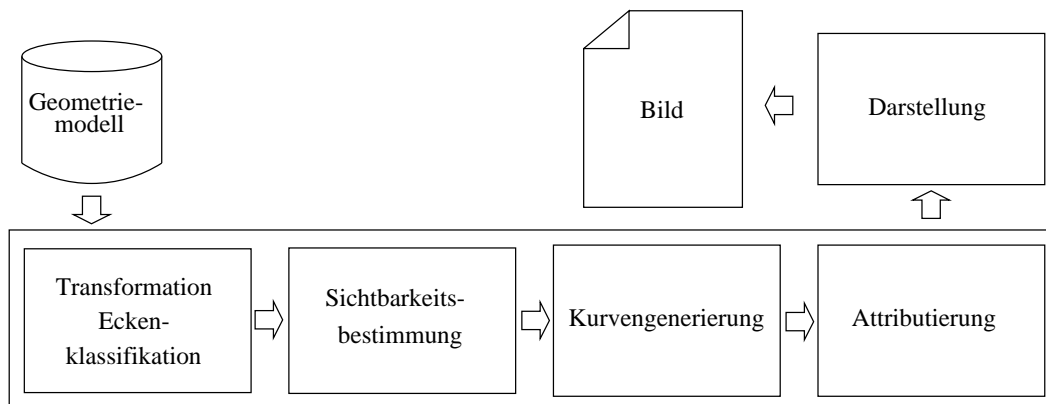 Geometrie-
modell
Bild
Darstellung
Transformation
Ecken-
klassifikation
Sichtbarkeits-
bestimmung
Kurvengenerierung
Attributierung